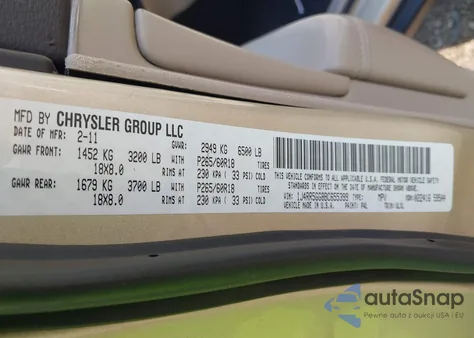 MFD BY CHRYSLER GROUP LLC
DATE OF MFR: 2-11 GVWR: 2949 KG 6500 LB
GAWR FRONT: 1452 KG 3200 LB WITH P265/60R18 TIRES
18X8.0 RIMS AT 230 KPA ( 33 PSI) COLD
GAWR REAR: 1679 KG 3700 LB WITH P265/60R18 TIRES
18X8.0 RIMS AT 230 KPA ( 33 PSI) COLD
THIS VEHICLE CONFORMS TO ALL APPLICABLE U.S.A. FEDERAL MOTOR VEHICLE SAFETY
STANDARDS IN EFFECT ON THE DATE OF MANUFACTURE SHOWN ABOVE.
VIN: TYPE: MPV
VEHICLE MADE IN U.S.A. PAINT: TRIM:
autoSnap
Pewne auta z aukcji USA i EU